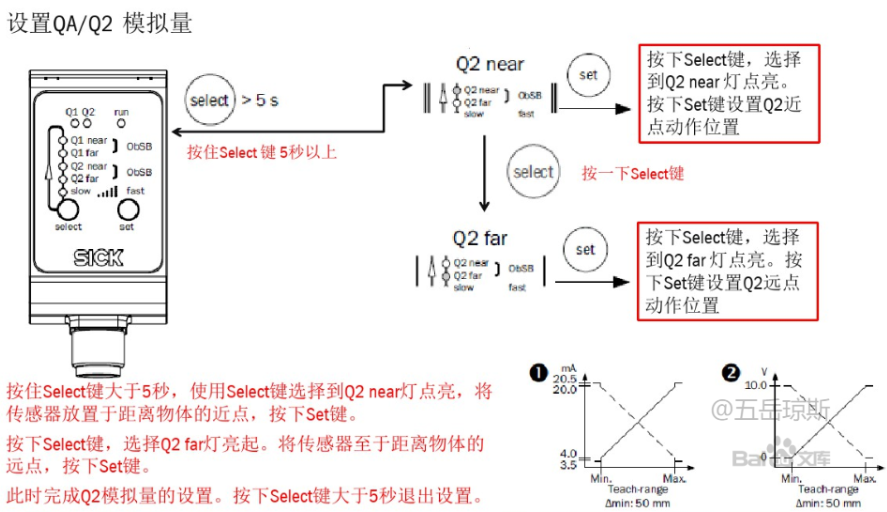 设置QA/Q2 模拟量
Q1 Q2 run
Q1 near
Q1 far
ObSB
Q2 near
Q2 far
ObSB
slow fast
select set
SICK
select > 5 s
按住Select 键 5秒以上
Q2 near
Q2 near
Q2 far
ObSB
slow fast
set
按下Select键，选择
到Q2 near 灯点亮。
按下Set键设置Q2近
点动作位置
select
按一下Select键
Q2 far
Q2 near
Q2 far
ObSB
slow fast
set
按下Select键，选择
到Q2 far 灯点亮。按
下Set键设置Q2远点
动作位置
按住Select键大于5秒，使用Select键选择到Q2 near灯点亮，将
传感器放置于距离物体的近点，按下Set键。
按下Select键，选择Q2 far灯亮起。将传感器至于距离物体的
远点，按下Set键。
此时完成Q2模拟量的设置。按下Select键大于5秒退出设置。
1
mA
20.5
20.0
4.0
3.5
Min. Max.
Teach-range
Δmin: 50 mm
2
V
10.0
0
Min. Max.
Teach-range
Δmin: 50 mm
@五岳琼斯
Bai 文库